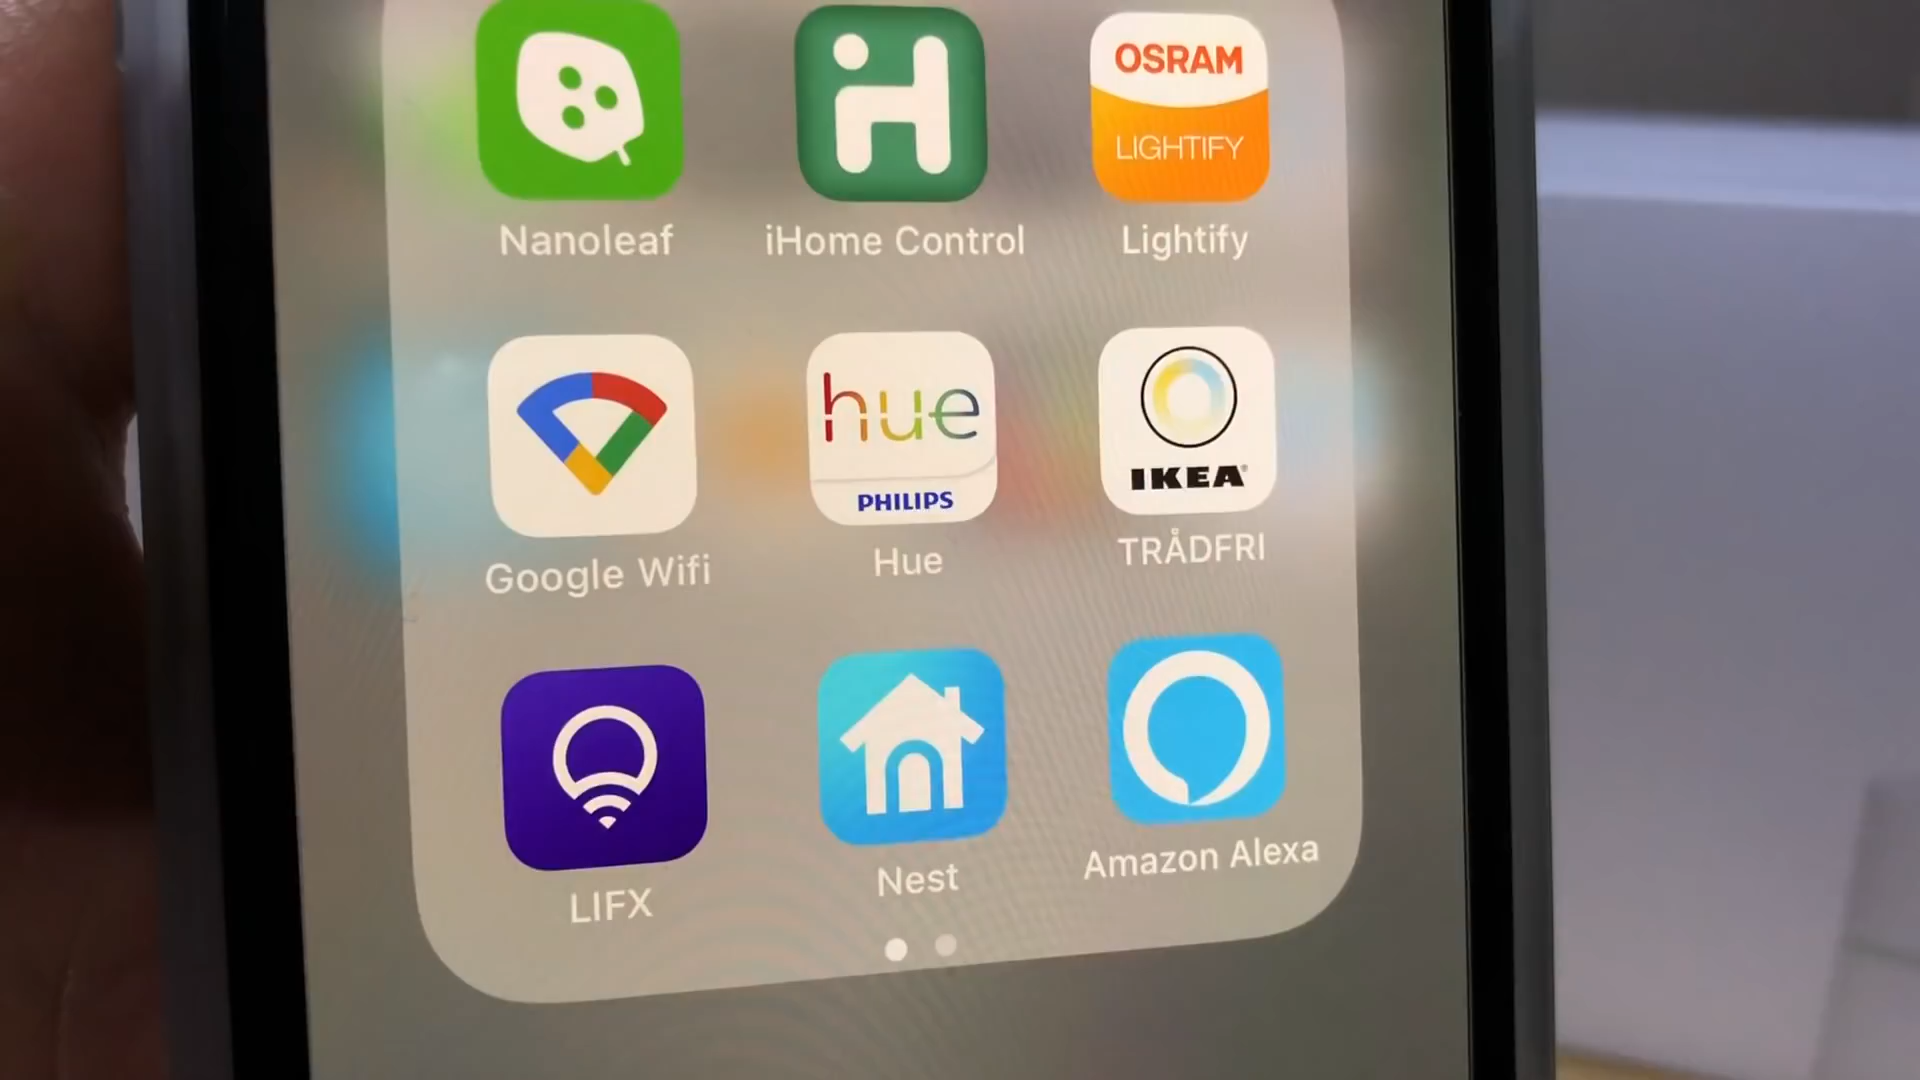 OSRAM
LIGHTIFY
Nanoleaf
iHome Control
Lightify
hue
PHILIPS
IKEA
Google Wifi
Hue
TRÅDFRI
LIFX
Nest
Amazon Alexa